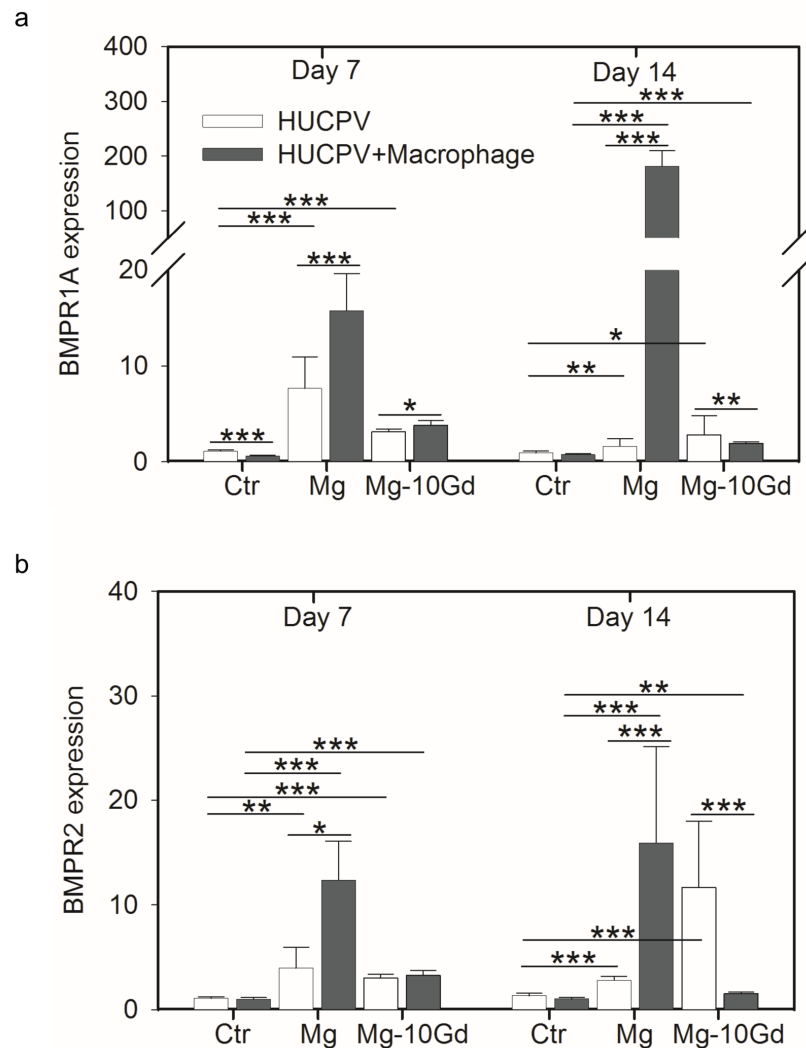 a
400
Day 7
Day 14
300
HUCPV
***
***
200
HUCPV+Macrophage
***
100
***
***
BMPR1A expression
20
***
*
10
**
*
**
***
0
Ctr
Mg
Mg-10Gd
Ctr
Mg
Mg-10Gd
b
40
Day 7
Day 14
30
**
***
***
***
BMPR2 expression
20
***
***
**
*
***
10
***
***
0
Ctr
Mg
Mg-10Gd
Ctr
Mg
Mg-10Gd